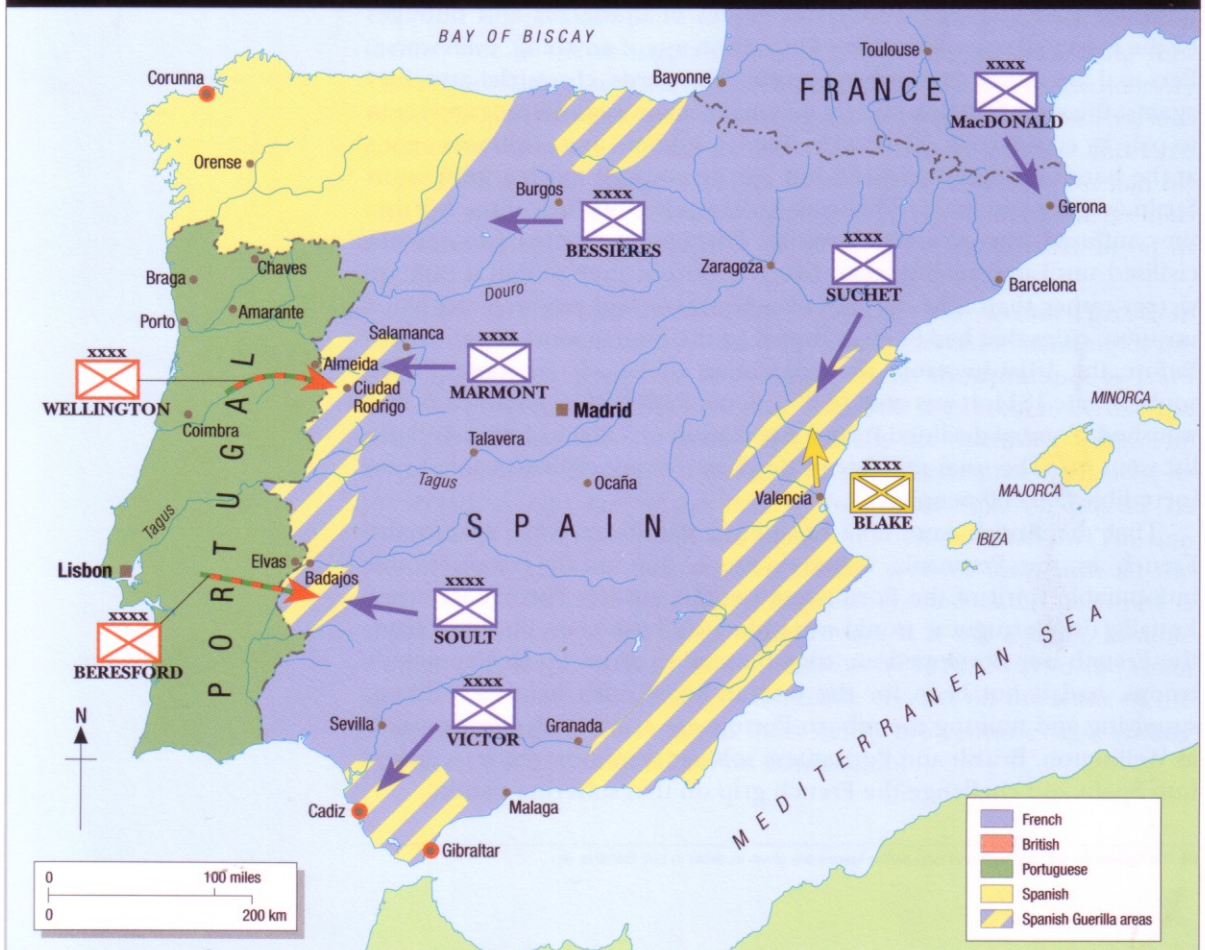 BAY OF BISCAY
Toulouse
Corunna
Bayonne
FRANCE
xxxx
MacDONALD
Orense
Burgos
xxxx
BESSIÈRES
Gerona
Chaves
Braga
Zaragoza
xxxx
SUCHET
Barcelona
Amarante
Douro
Porto
Salamanca
xxxx
WELLINGTON
Almeida
Ciudad
Rodrigo
xxxx
MARMONT
Madrid
MINORCA
Coimbra
Talavera
Tagus
Ocaña
xxxx
BLAKE
Valencia
MAJORCA
Tagus
PORTUGAL
SPAIN
IBIZA
Lisbon
Elvas
Badajos
xxxx
BERESFORD
xxxx
SOULT
xxxx
VICTOR
Sevilla
Granada
MEDITERRANEAN SEA
N
Cadiz
Malaga
Gibraltar
French
British
Portuguese
Spanish
Spanish Guerilla areas
0 100 miles
0 200 km